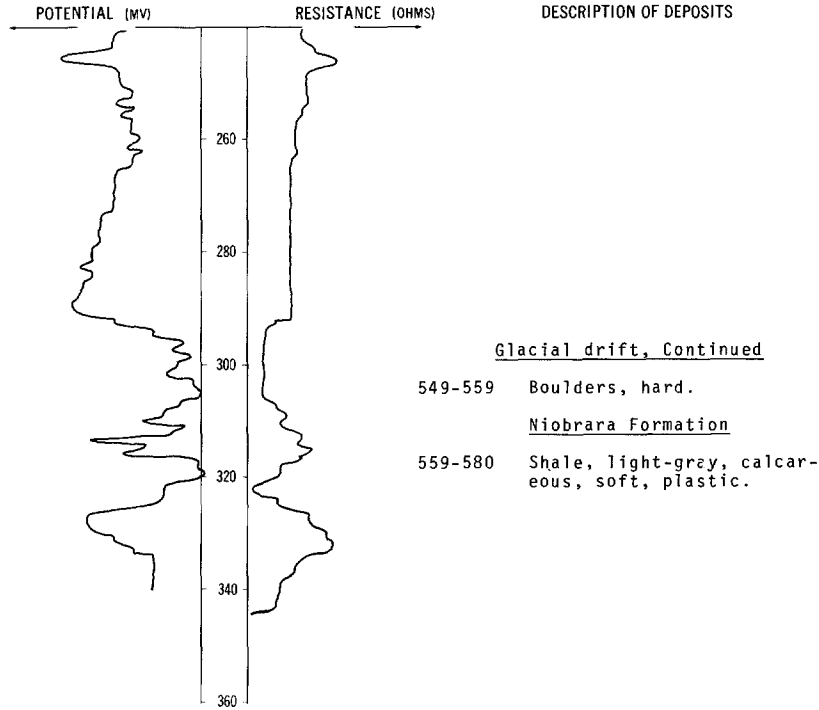 POTENTIAL (MV) RESISTANCE (OHMS) DESCRIPTION OF DEPOSITS
260
280
300
Glacial drift, Continued
549-559 Boulders, hard.
Niobrara Formation
559-580 Shale, light-gray, calcar-
eous, soft, plastic.
320
340
360